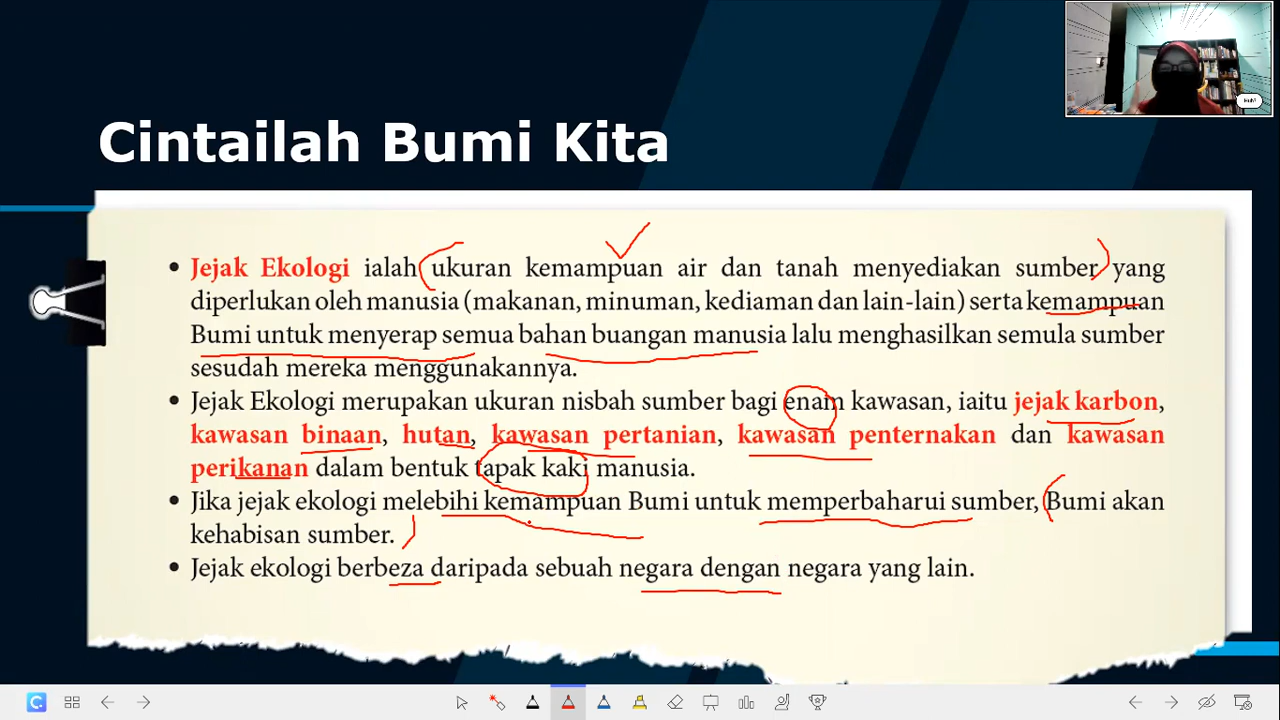 Cintailah Bumi Kita
• Jejak Ekologi ialah ukuran kemampuan air dan tanah menyediakan sumber yang
diperlukan oleh manusia (makanan, minuman, kediaman dan lain-lain) serta kemampuan
Bumi untuk menyerap semua bahan buangan manusia lalu menghasilkan semula sumber
sesudah mereka menggunakannya.
• Jejak Ekologi merupakan ukuran nisbah sumber bagi enam kawasan, iaitu jejak karbon,
kawasan binaan, hutan, kawasan pertanian, kawasan penternakan dan kawasan
perikanan dalam bentuk tapak kaki manusia.
• Jika jejak ekologi melebihi kemampuan Bumi untuk memperbaharui sumber, Bumi akan
kehabisan sumber.
• Jejak ekologi berbeza daripada sebuah negara dengan negara yang lain.